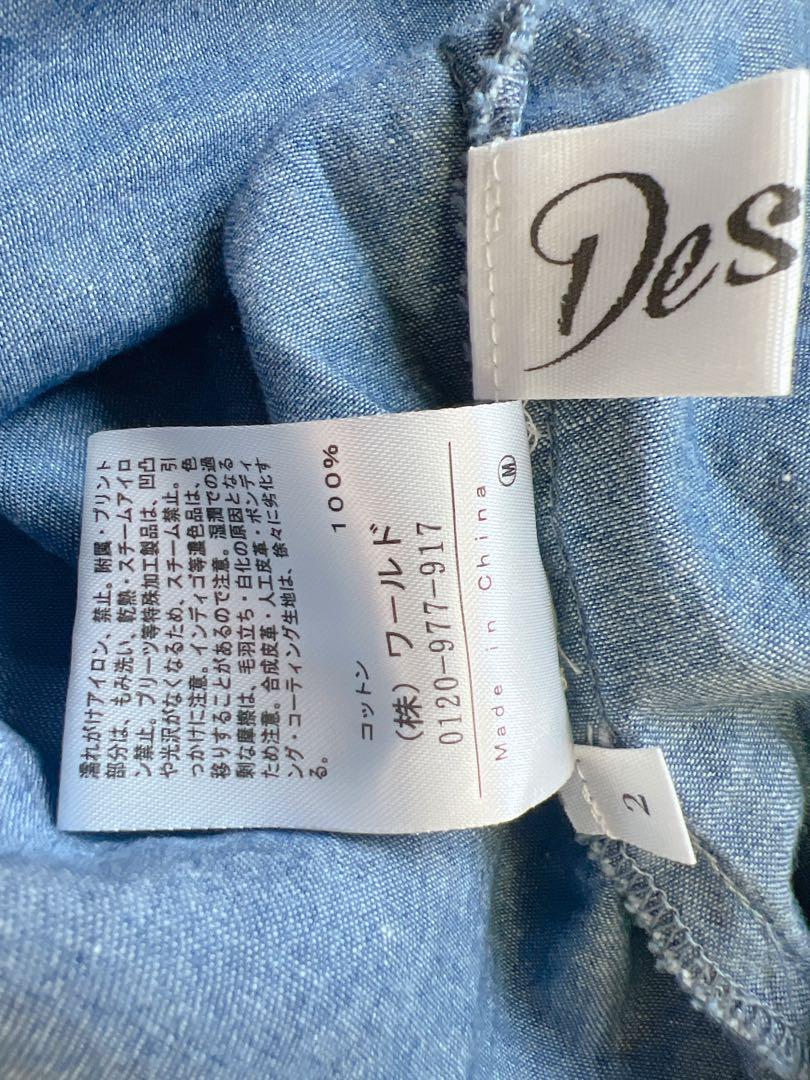 Des
濡れがけアイロン、禁止。附属・プリント
部分は、もみ洗い、乾熱・スチームアイロ
ン禁止。プリーツ等特殊加工製品は、凹凸
や光沢がなくなるため、スチーム禁止。引
っかけに注意。インディゴ等濃色品は、色
移りすることがあるので注意。湿潤での過
剰な摩擦は、毛羽立ち・白化の原因となる
ため注意。合成皮革・人工皮革・ボンディ
ング・コーティング生地は、徐々に劣化す
る。
コットン 100%
(株) ワールド
0120-977-917
Made in China Ⓜ
2